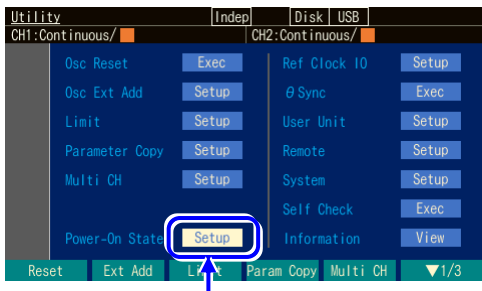 Utility Indep Disk USB
CH1:Continuous/ CH2:Continuous/
Osc Reset Exec Ref Clock IO Setup
Osc Ext Add Setup θ Sync Exec
Limit Setup User Unit Setup
Parameter Copy Setup Remote Setup
Multi CH Setup System Setup
Self Check Exec
Power-On State Setup Information View
Reset Ext Add Limit Param Copy Multi CH ▼1/3